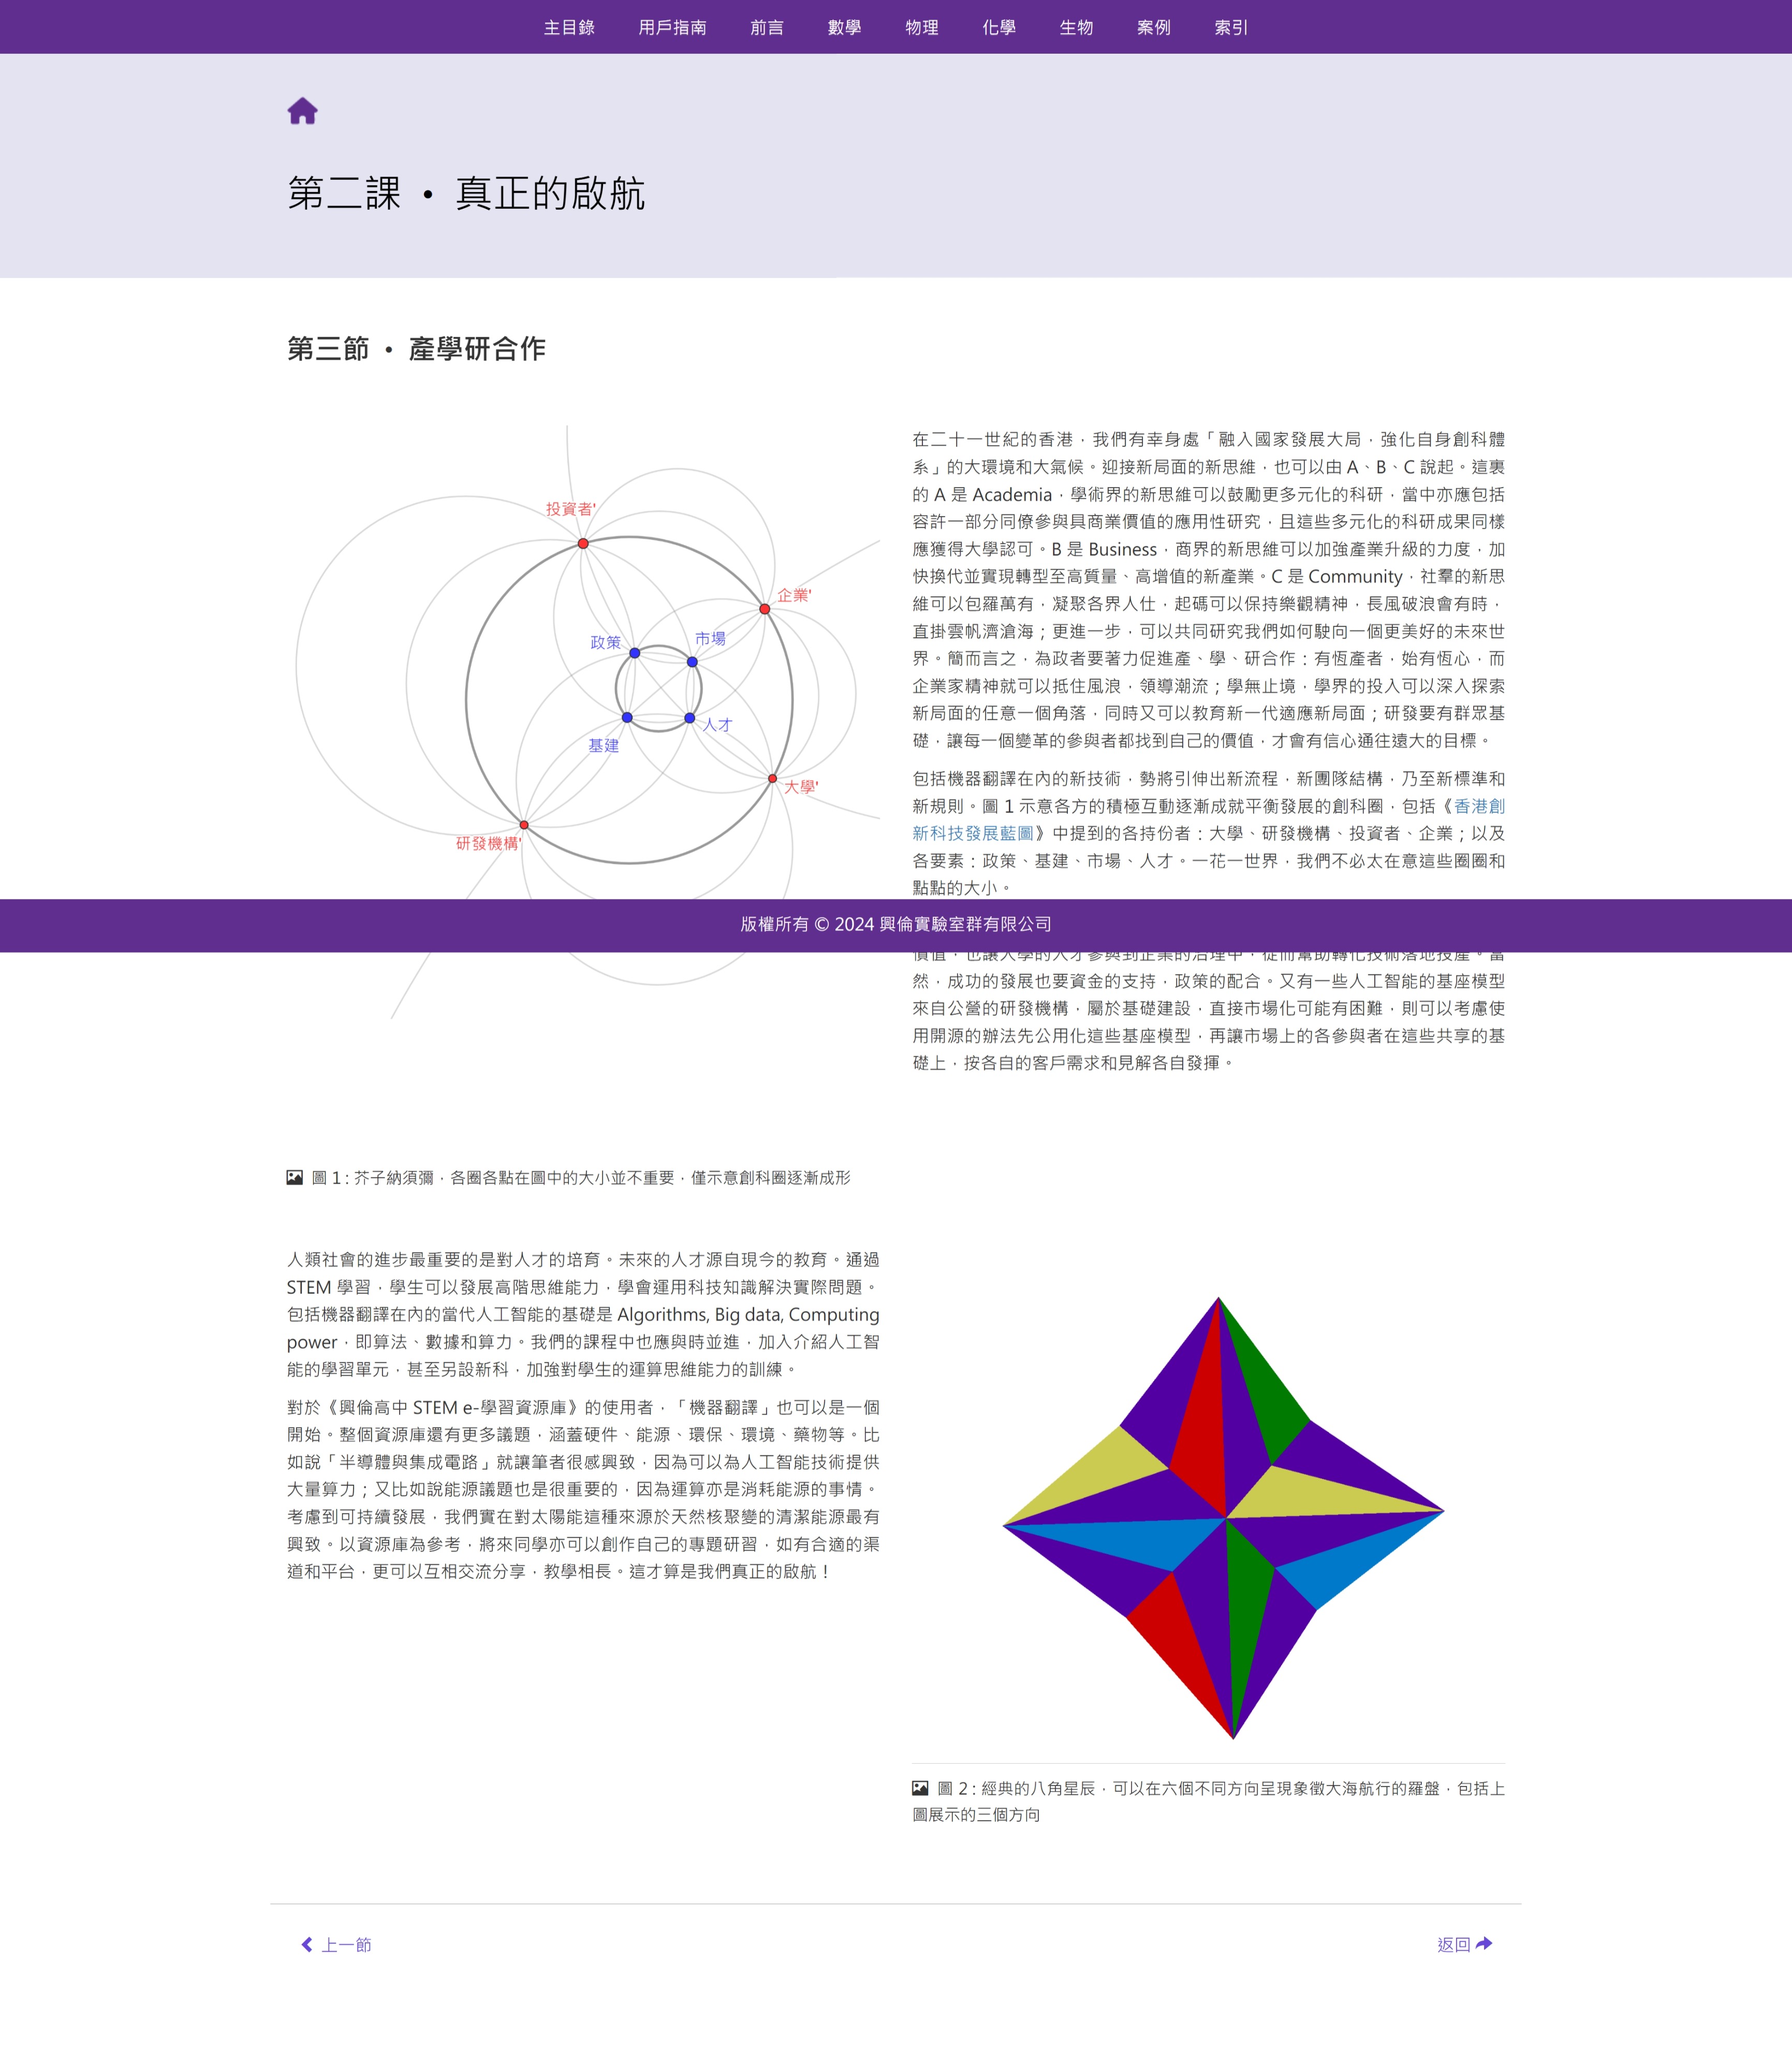 主目錄 用戶指南 前言 數學 物理 化學 生物 案例 索引
第二課 • 真正的啟航
第三節 • 產學研合作
投資者'
企業'
政策
市場
人才
基建
大學'
研發機構'
在二十一世紀的香港，我們有幸身處「融入國家發展大局，強化自身創科體
系」的大環境和大氣候。迎接新局面的新思維，也可以由 A、B、C 說起。這裏
的 A 是 Academia，學術界的新思維可以鼓勵更多元化的科研，當中亦應包括
容許一部分同僚參與具商業價值的應用性研究，且這些多元化的科研成果同樣
應獲得大學認可。B 是 Business，商界的新思維可以加強產業升級的力度，加
快換代並實現轉型至高質量、高增值的新產業。C 是 Community，社羣的新思
維可以包羅萬有，凝聚各界人仕，起碼可以保持樂觀精神，長風破浪會有時，
直掛雲帆濟滄海；更進一步，可以共同研究我們如何駛向一個更美好的未來世
界。簡而言之，為政者要著力促進產、學、研合作：有恆產者，始有恆心，而
企業家精神就可以抵住風浪，領導潮流；學無止境，學界的投入可以深入探索
新局面的任意一個角落，同時又可以教育新一代適應新局面；研發要有群眾基
礎，讓每一個變革的參與者都找到自己的價值，才會有信心通往遠大的目標。
包括機器翻譯在內的新技術，勢將引伸出新流程，新團隊結構，乃至新標準和
新規則。圖 1 示意各方的積極互動逐漸成就平衡發展的創科圈，包括《香港創
新科技發展藍圖》中提到的各持份者：大學、研發機構、投資者、企業；以及
各要素：政策、基建、市場、人才。一花一世界，我們不必太在意這些圈圈和
點點的大小。
版權所有 © 2024 興倫實驗室群有限公司
價值，也讓大學的人才參與到企業的治理中，從而幫助轉化技術落地投產。當
然，成功的發展也要資金的支持，政策的配合。又有一些人工智能的基座模型
來自公營的研發機構，屬於基礎建設，直接市場化可能有困難，則可以考慮使
用開源的辦法先公用化這些基座模型，再讓市場上的各參與者在這些共享的基
礎上，按各自的客戶需求和見解各自發揮。
圖 1 : 芥子納須彌，各圈各點在圖中的大小並不重要，僅示意創科圈逐漸成形
人類社會的進步最重要的是對人才的培育。未來的人才源自現今的教育。通過
STEM 學習，學生可以發展高階思維能力，學會運用科技知識解決實際問題。
包括機器翻譯在內的當代人工智能的基礎是 Algorithms, Big data, Computing
power，即算法、數據和算力。我們的課程中也應與時並進，加入介紹人工智
能的學習單元，甚至另設新科，加強對學生的運算思維能力的訓練。
對於《興倫高中 STEM e-學習資源庫》的使用者，「機器翻譯」也可以是一個
開始。整個資源庫還有更多議題，涵蓋硬件、能源、環保、環境、藥物等。比
如說「半導體與集成電路」就讓筆者很感興致，因為可以為人工智能技術提供
大量算力；又比如說能源議題也是很重要的，因為運算亦是消耗能源的事情。
考慮到可持續發展，我們實在對太陽能這種來源於天然核聚變的清潔能源最有
興致。以資源庫為參考，將來同學亦可以創作自己的專題研習，如有合適的渠
道和平台，更可以互相交流分享，教學相長。這才算是我們真正的啟航！
圖 2 : 經典的八角星辰，可以在六個不同方向呈現象徵大海航行的羅盤，包括上
圖展示的三個方向
上一節
返回